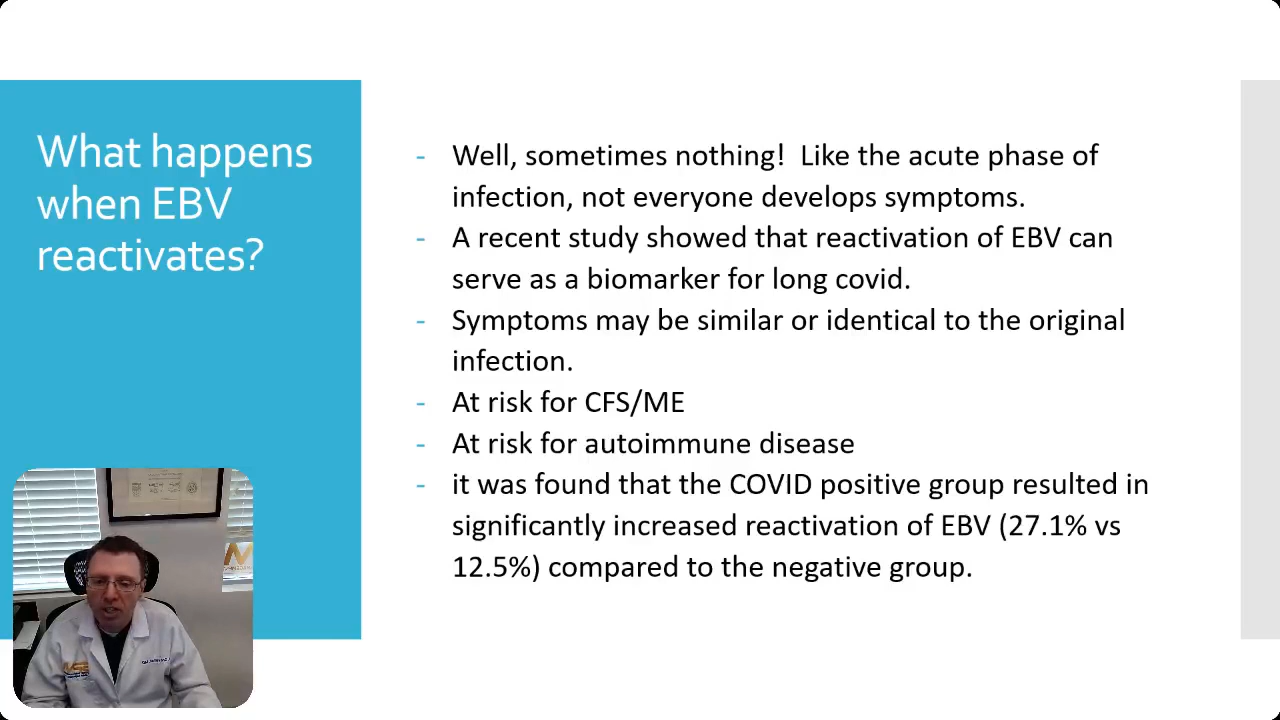 What happens
when EBV
reactivates?
- Well, sometimes nothing!  Like the acute phase of
infection, not everyone develops symptoms.
- A recent study showed that reactivation of EBV can
serve as a biomarker for long covid.
- Symptoms may be similar or identical to the original
infection.
- At risk for CFS/ME
- At risk for autoimmune disease
- it was found that the COVID positive group resulted in
significantly increased reactivation of EBV (27.1% vs
12.5%) compared to the negative group.